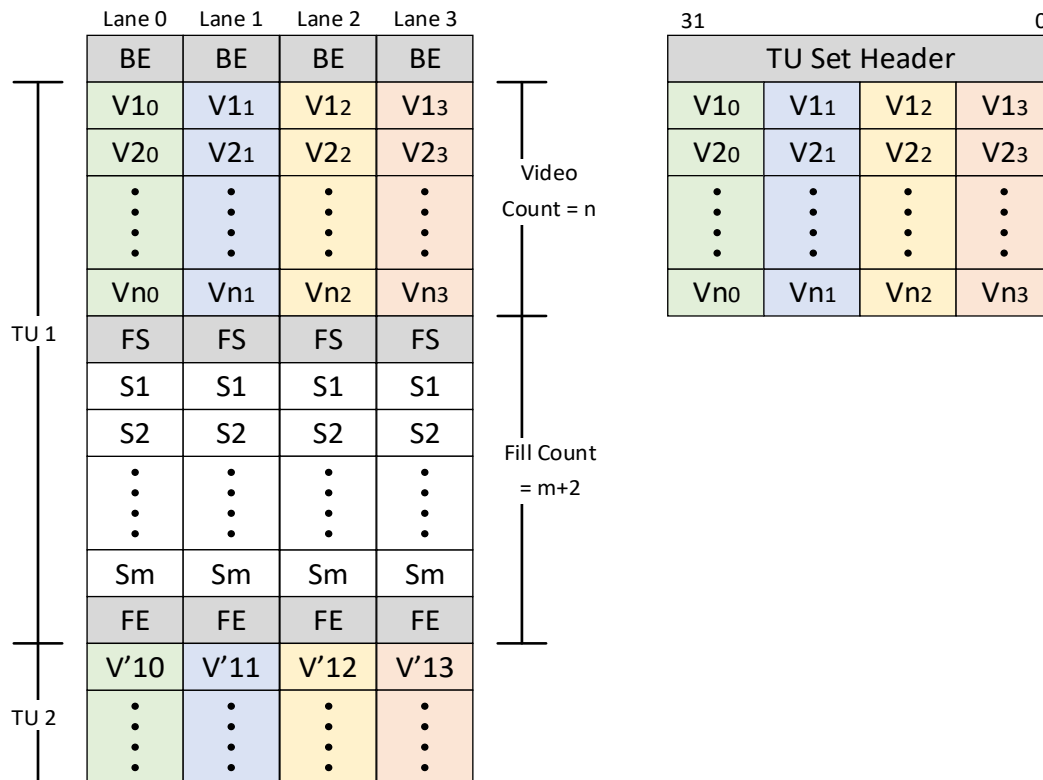 Lane 0 Lane 1 Lane 2 Lane 3
BE BE BE BE
V10 V11 V12 V13
V20 V21 V22 V23
Vn0 Vn1 Vn2 Vn3
FS FS FS FS
S1 S1 S1 S1
S2 S2 S2 S2
Sm Sm Sm Sm
FE FE FE FE
V’10 V’11 V’12 V’13
TU 1
TU 2
Video
Count = n
Fill Count
= m+2
31 0
TU Set Header
V10 V11 V12 V13
V20 V21 V22 V23
Vn0 Vn1 Vn2 Vn3